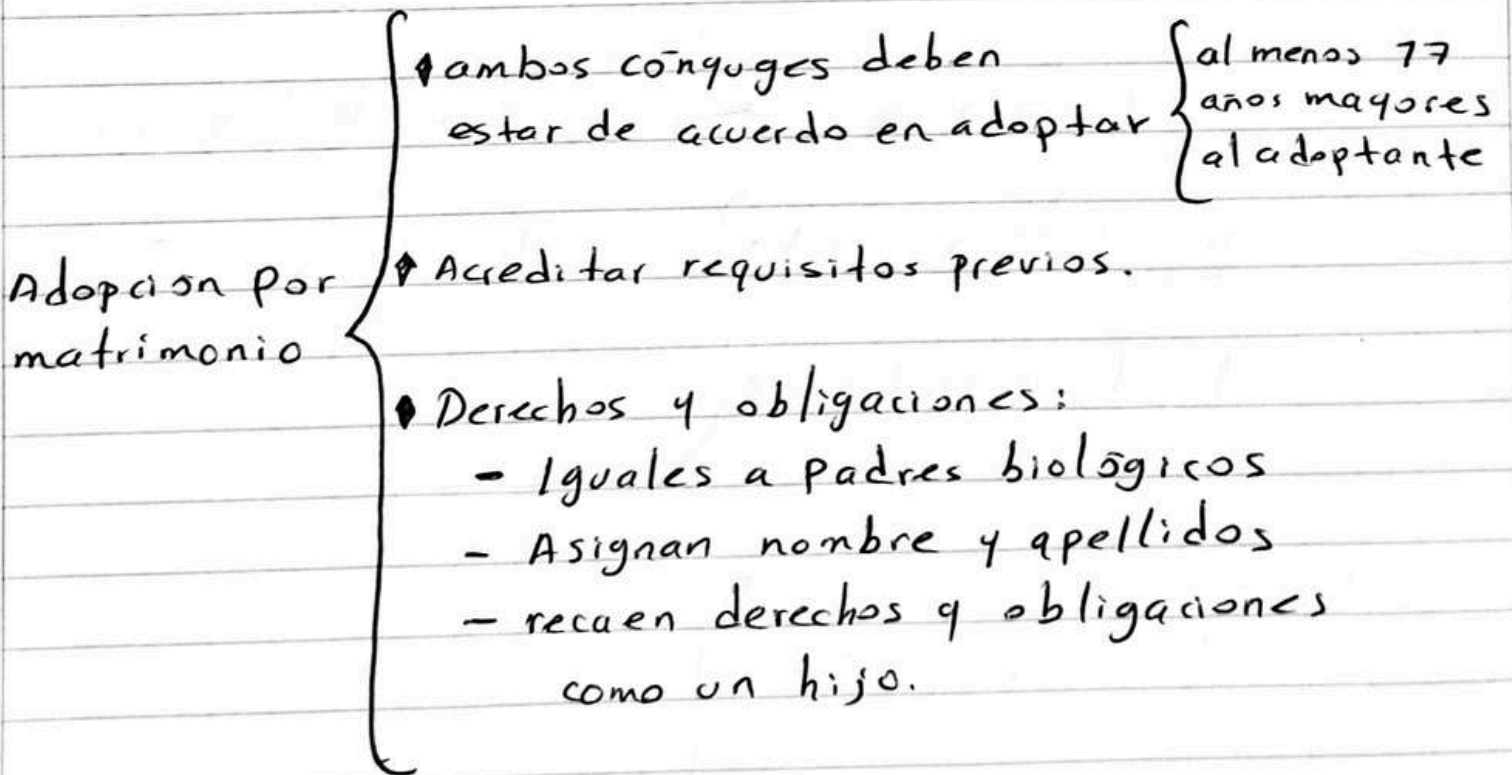 ambos cónyuges deben
estar de acuerdo en adoptar
al menos 17
años mayores
al adoptante
Adopcion por
matrimonio
Acreditar requisitos previos.
Derechos y obligaciones:
- Iguales a padres biológicos
- Asignan nombre y apellidos
- recaen derechos y obligaciones
como un hijo.